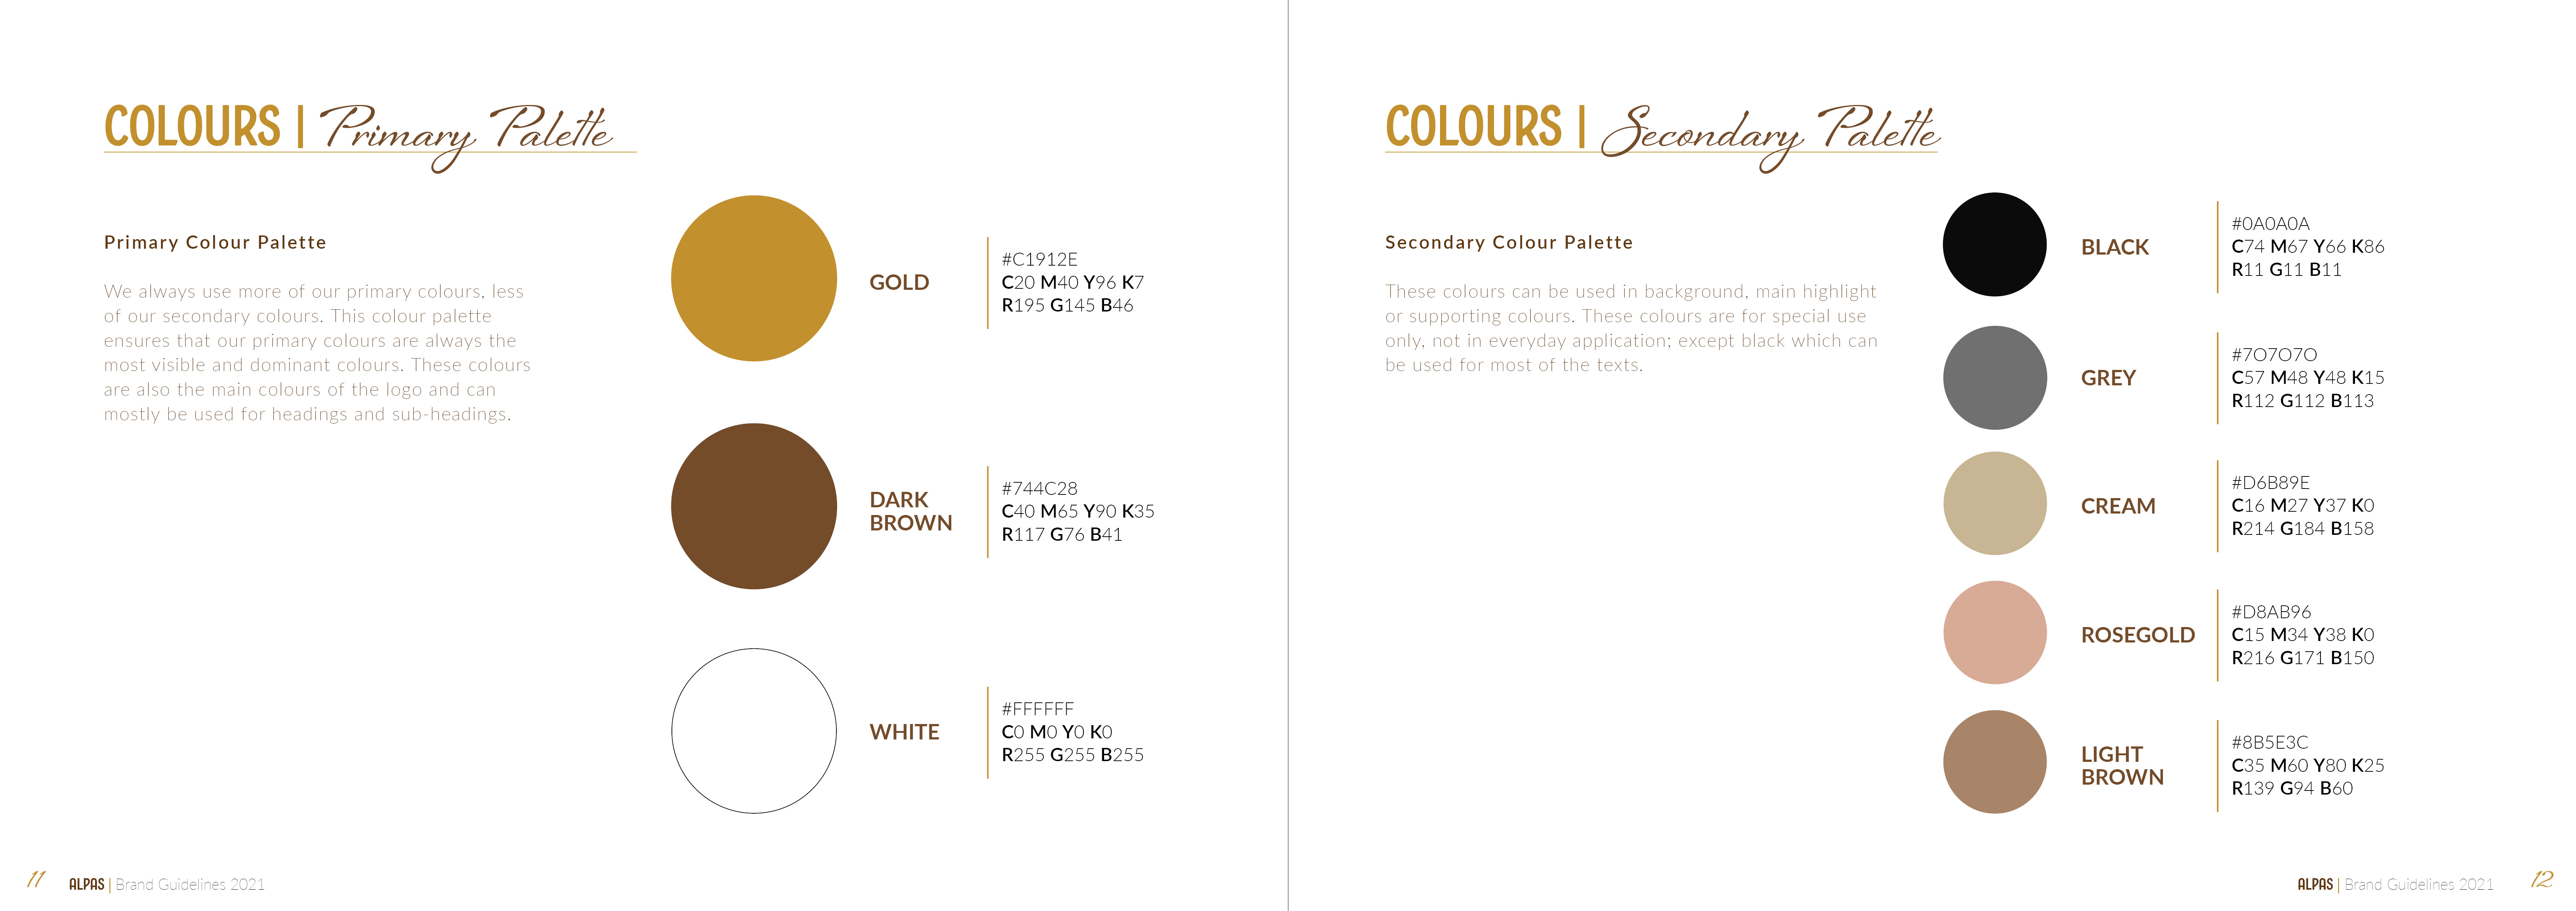 COLOURS | Primary Palette
Primary Colour Palette
We always use more of our primary colours, less
of our secondary colours. This colour palette
ensures that our primary colours are always the
most visible and dominant colours. These colours
are also the main colours of the logo and can
mostly be used for headings and sub-headings.
GOLD
#C1912E
C20 M40 Y96 K7
R195 G145 B46
DARK
BROWN
#744C28
C40 M65 Y90 K35
R117 G76 B41
WHITE
#FFFFFF
C0 M0 Y0 K0
R255 G255 B255
11 ALPAS | Brand Guidelines 2021
COLOURS | Secondary Palette
Secondary Colour Palette
These colours can be used in background, main highlight
or supporting colours. These colours are for special use
only, not in everyday application; except black which can
be used for most of the texts.
BLACK
#0A0A0A
C74 M67 Y66 K86
R11 G11 B11
GREY
#707070
C57 M48 Y48 K15
R112 G112 B113
CREAM
#D6B89E
C16 M27 Y37 K0
R214 G184 B158
ROSEGOLD
#D8AB96
C15 M34 Y38 K0
R216 G171 B150
LIGHT
BROWN
#8B5E3C
C35 M60 Y80 K25
R139 G94 B60
ALPAS | Brand Guidelines 2021 12